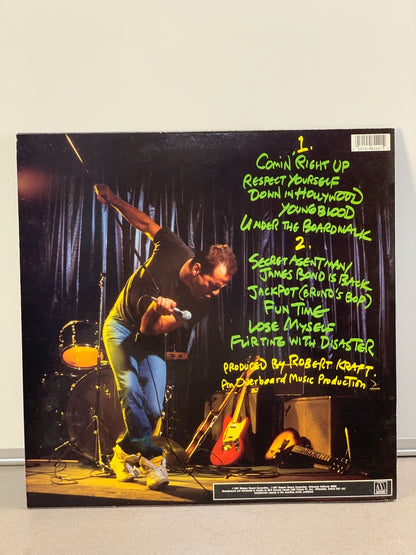 1.
COMIN' RIGHT UP
RESPECT YOURSELF
DOWN IN HOLLYWOOD
YOUNGBLOOD
UNDER THE BOARDWALK
2.
SECRET AGENT MAN/
JAMES BOND IS BACK
JACKPOT (BRUNO'S BOP)
FUN TIME
LOSE MYSELF
FLIRTING WITH DISASTER
PRODUCED BY ROBERT KRAFT.
An Overboard Music Production